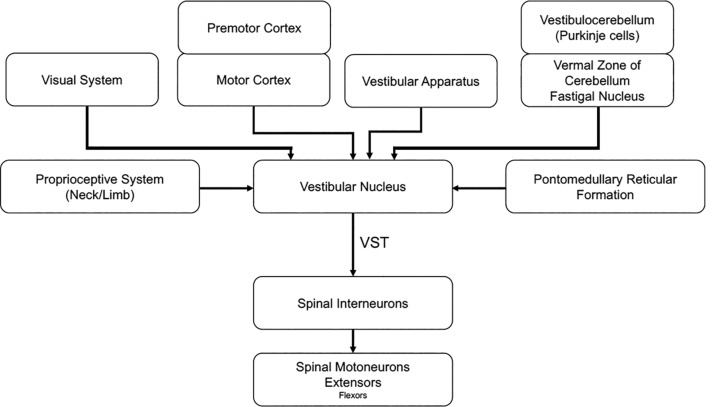 Premotor Cortex
Vestibulocerebellum
(Purkinje cells)
Visual System
Motor Cortex
Vestibular Apparatus
Vermal Zone of
Cerebellum
Fastigal Nucleus
Proprioceptive System
(Neck/Limb)
Vestibular Nucleus
Pontomedullary Reticular
Formation
VST
Spinal Interneurons
Spinal Motoneurons
Extensors
Flexors